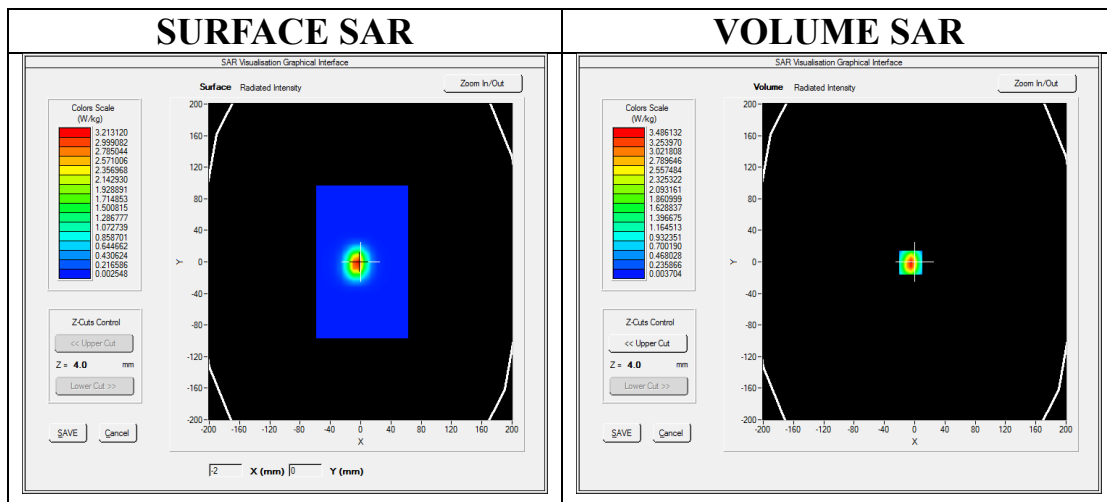 SURFACE SAR
SAR Visualisation Graphical Interface
Surface Radiated Intensity
Zoom In/Out
Colors Scale
(W/kg)
3.213120
2.999082
2.785044
2.571006
2.356968
2.142930
1.928891
1.714853
1.500815
1.286777
1.072739
0.858701
0.644662
0.430624
0.216586
0.002548
Z-Cuts Control
<< Upper Cut
Z = 4.0 mm
Lower Cut >>
SAVE Cancel
200
160
120
80
40
0
-40
-80
-120
-160
-200
Y
-200 -160 -120 -80 -40 0 40 80 120 160 200
X
-2 X (mm) 0 Y (mm)
VOLUME SAR
SAR Visualisation Graphical Interface
Volume Radiated Intensity
Zoom In/Out
Colors Scale
(W/kg)
3.486132
3.253970
3.021808
2.789646
2.557484
2.325322
2.093161
1.860999
1.628837
1.396675
1.164513
0.932351
0.700190
0.468028
0.235866
0.003704
Z-Cuts Control
<< Upper Cut
Z = 4.0 mm
Lower Cut >>
SAVE Cancel
200
160
120
80
40
0
-40
-80
-120
-160
-200
Y
-200 -160 -120 -80 -40 0 40 80 120 160 200
X